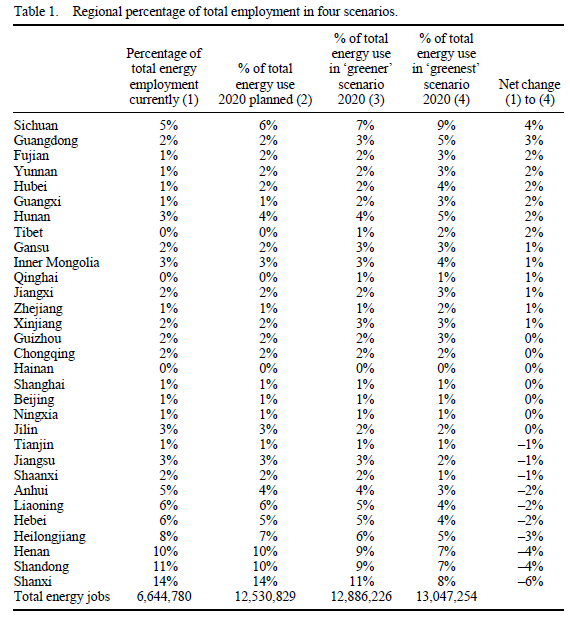 Table 1. Regional percentage of total employment in four scenarios.
% of total % of total
Percentage of energy use energy use
total energy % of total in ‘greener’ in ‘greenest’
employment energy use scenario scenario Net change
currently (1) 2020 planned (2) 2020 (3) 2020 (4) (1) to (4)
Sichuan 5% 6% 7% 9% 4%
Guangdong 2% 2% 3% 5% 3%
Fujian 1% 2% 2% 3% 2%
Yunnan 1% 2% 2% 3% 2%
Hubei 1% 2% 2% 4% 2%
Guangxi 1% 1% 2% 3% 2%
Hunan 3% 4% 4% 5% 2%
Tibet 0% 0% 1% 2% 2%
Gansu 2% 2% 3% 3% 1%
Inner Mongolia 3% 3% 3% 4% 1%
Qinghai 0% 0% 1% 1% 1%
Jiangxi 2% 2% 2% 3% 1%
Zhejiang 1% 1% 1% 2% 1%
Xinjiang 2% 2% 3% 3% 1%
Guizhou 2% 2% 2% 3% 0%
Chongqing 2% 2% 2% 2% 0%
Hainan 0% 0% 0% 0% 0%
Shanghai 1% 1% 1% 1% 0%
Beijing 1% 1% 1% 1% 0%
Ningxia 1% 1% 1% 1% 0%
Jilin 3% 3% 2% 2% 0%
Tianjin 1% 1% 1% 1% –1%
Jiangsu 3% 3% 3% 2% –1%
Shaanxi 2% 2% 2% 1% –1%
Anhui 5% 4% 4% 3% –2%
Liaoning 6% 6% 5% 4% –2%
Hebei 6% 5% 5% 4% –2%
Heilongjiang 8% 7% 6% 5% –3%
Henan 10% 10% 9% 7% –4%
Shandong 11% 10% 9% 7% –4%
Shanxi 14% 14% 11% 8% –6%
Total energy jobs 6,644,780 12,530,829 12,886,226 13,047,254